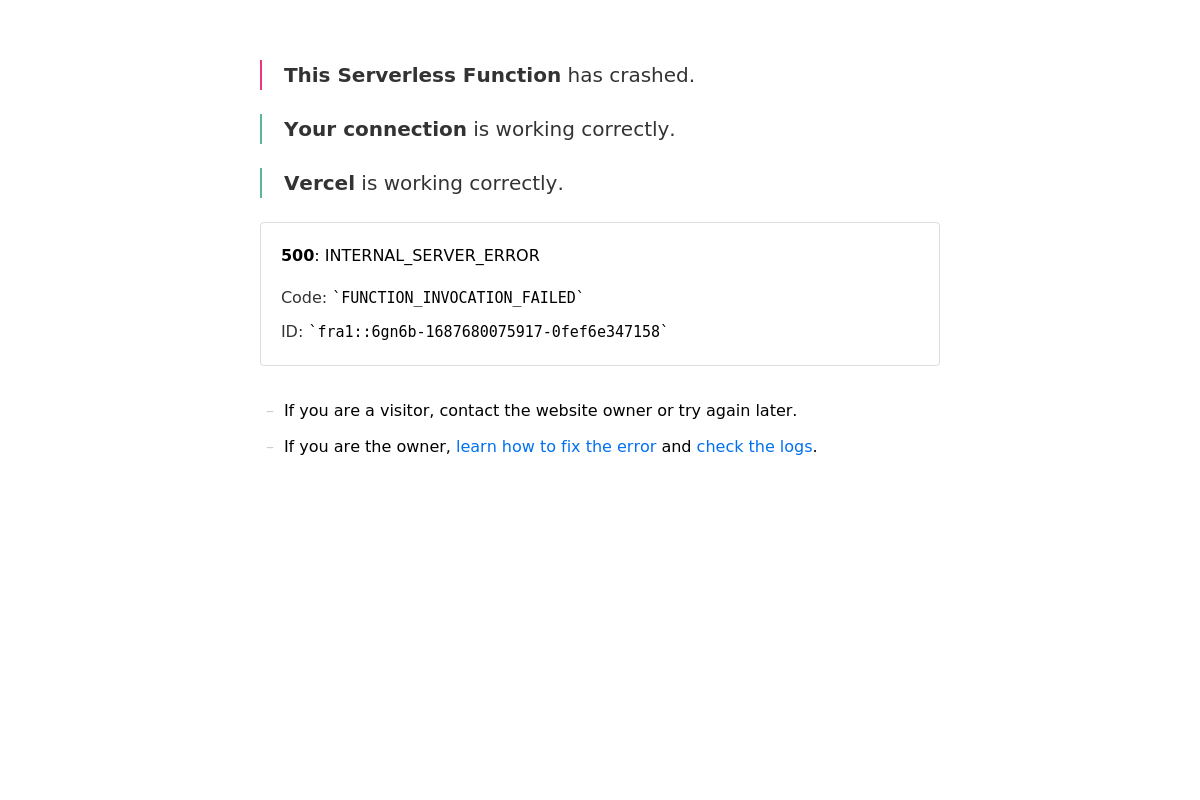 This Serverless Function has crashed.
Your connection is working correctly.
Vercel is working correctly.
500: INTERNAL_SERVER_ERROR
Code: `FUNCTION_INVOCATION_FAILED`
ID: `fra1::6gn6b-1687680075917-0fef6e347158`
– If you are a visitor, contact the website owner or try again later.
– If you are the owner, learn how to fix the error and check the logs.